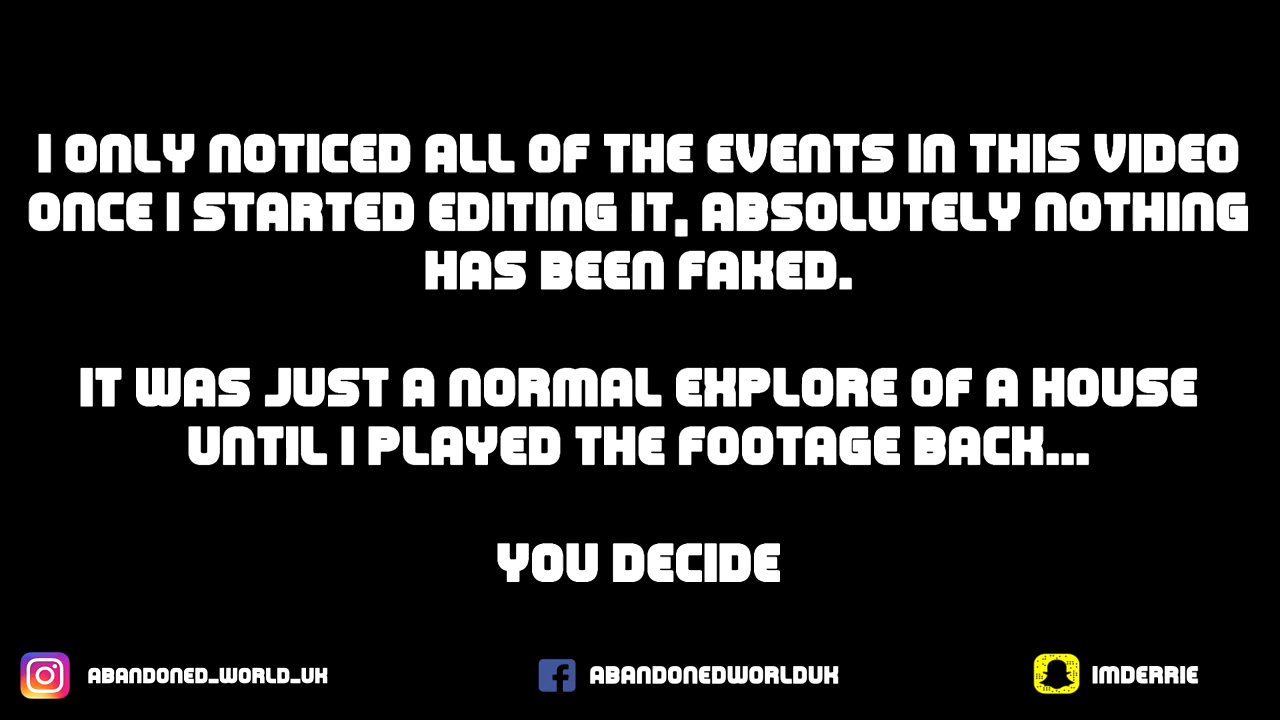 I ONLY NOTICED ALL OF THE EVENTS IN THIS VIDEO
ONCE I STARTED EDITING IT, ABSOLUTELY NOTHING
HAS BEEN FAKED.
IT WAS JUST A NORMAL EXPLORE OF A HOUSE
UNTIL I PLAYED THE FOOTAGE BACK...
YOU DECIDE
ABANDONED_WORLD_UK
ABANDONEDWORLDUK
IMDERRIE